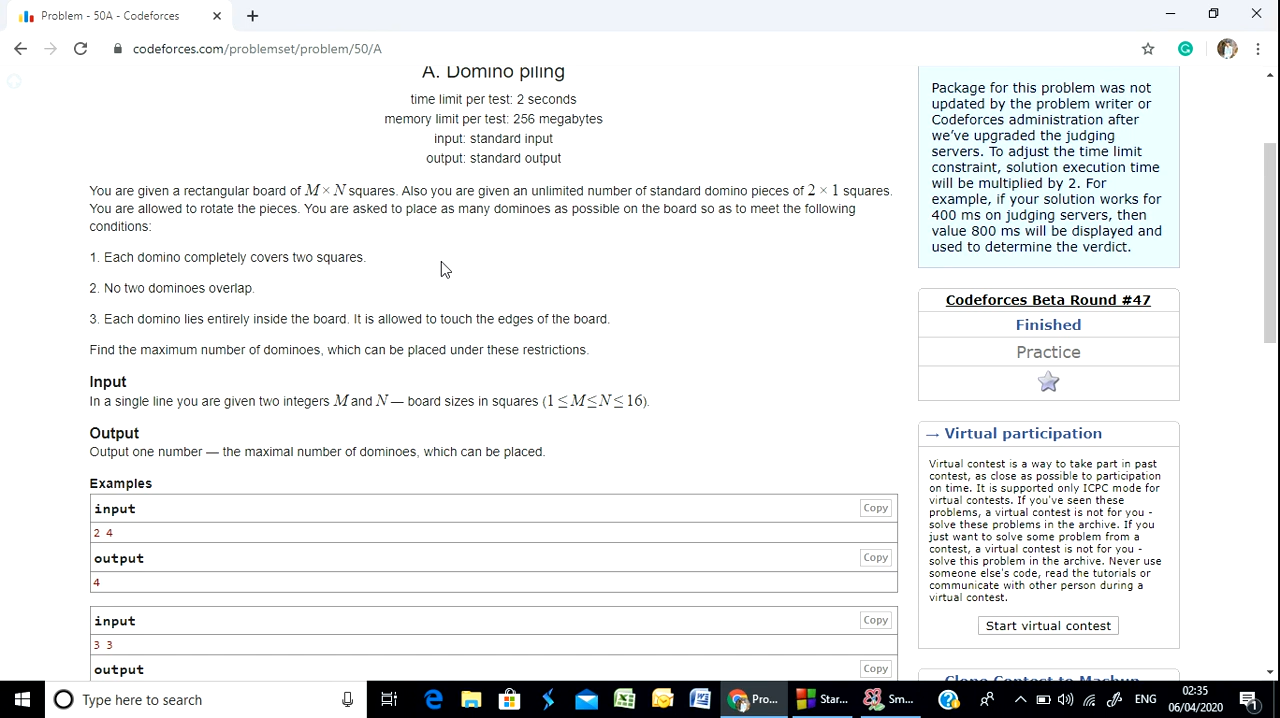 Problem - 50A - Codeforces
codeforces.com/problemset/problem/50/A
A. Domino piling
time limit per test: 2 seconds
memory limit per test: 256 megabytes
input: standard input
output: standard output
You are given a rectangular board of M × N squares. Also you are given an unlimited number of standard domino pieces of 2 × 1 squares.
You are allowed to rotate the pieces. You are asked to place as many dominoes as possible on the board so as to meet the following
conditions:
1. Each domino completely covers two squares.
2. No two dominoes overlap.
3. Each domino lies entirely inside the board. It is allowed to touch the edges of the board.
Find the maximum number of dominoes, which can be placed under these restrictions.
Input
In a single line you are given two integers M and N — board sizes in squares (1 ≤ M ≤ N ≤ 16).
Output
Output one number — the maximal number of dominoes, which can be placed.
Examples
input
Copy
2 4
output
Copy
4
input
Copy
3 3
output
Copy
Package for this problem was
not updated by the problem writer or
Codeforces administration after
we've upgraded the judging
servers. To adjust the time limit
constraint, solution execution time
will be multiplied by 2. For
example, if your solution works for
400 ms on judging servers, then
value 800 ms will be displayed and
used to determine the verdict.
Codeforces Beta Round #47
Finished
Practice
→ Virtual participation
Virtual contest is a way to take part in past
contest, as close as possible to participation
on time. It is supported only ICPC mode for
virtual contests. If you've seen these
problems, a virtual contest is not for you -
solve these problems in the archive. If you
just want to solve some problem from a
contest, a virtual contest is not for you -
solve this problem in the archive. Never use
someone else's code, read the tutorials or
communicate with other person during a
virtual contest.
Start virtual contest
Clone Contest to Mashup
Type here to search
Pro...
Star...
Sm...
ENG
02:35
06/04/2020
1